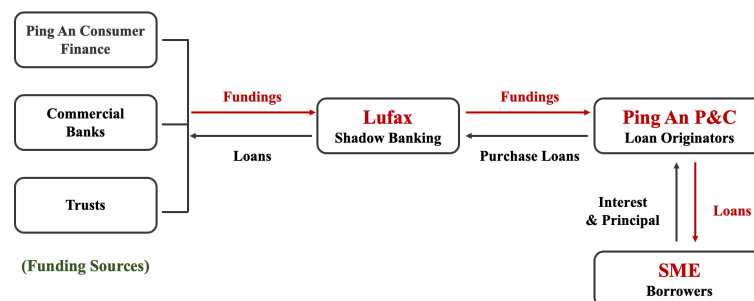 Ping An Consumer
Finance
Commercial
Banks
Trusts
(Funding Sources)
Fundings
Loans
Lufax
Shadow Banking
Fundings
Purchase Loans
Ping An P&C
Loan Originators
Interest
& Principal
Loans
SME
Borrowers